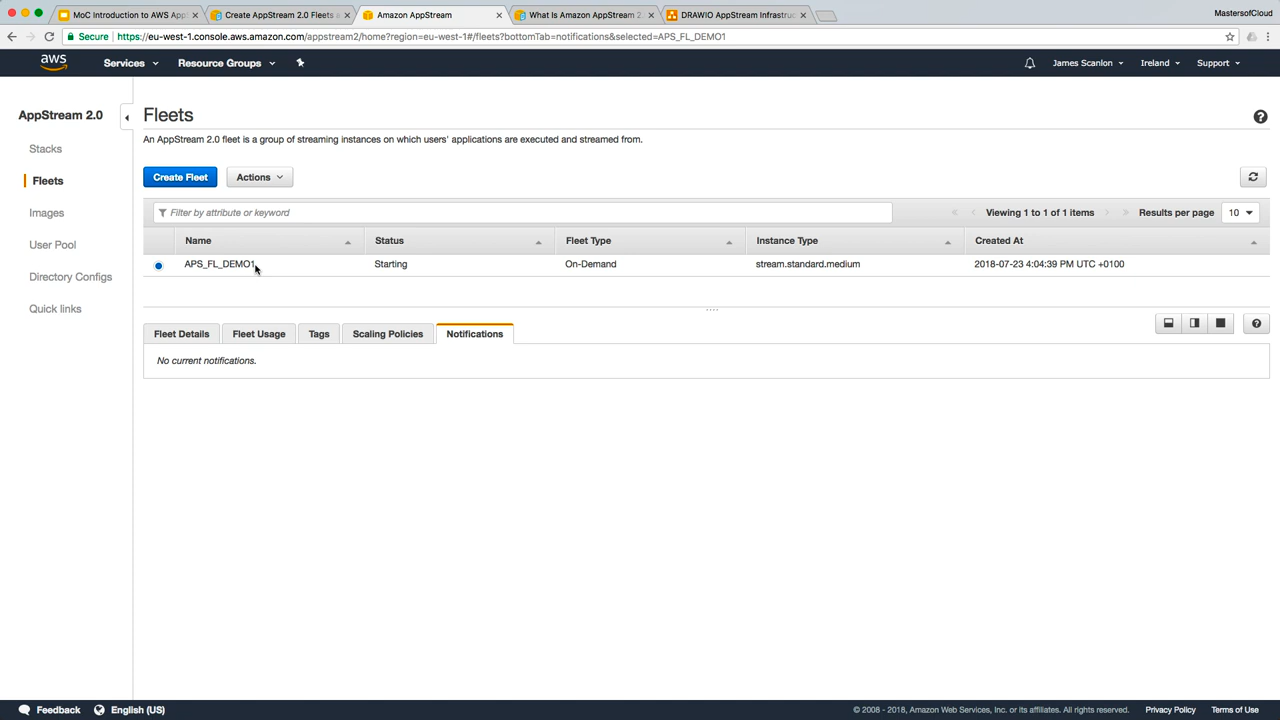 MoC Introduction to AWS App
Create AppStream 2.0 Fleets a
Amazon AppStream
What Is Amazon AppStream 2.
DRAWIO AppStream Infrastruc
MastersofCloud
Secure
https://eu-west-1.console.aws.amazon.com/appstream2/home?region=eu-west-1#/fleets?bottomTab=notifications&selected=APS_FL_DEMO1
aws
Services
Resource Groups
James Scanlon
Ireland
Support
AppStream 2.0
Stacks
Fleets
Images
User Pool
Directory Configs
Quick links
Fleets
An AppStream 2.0 fleet is a group of streaming instances on which users' applications are executed and streamed from.
Create Fleet
Actions
Filter by attribute or keyword
Viewing 1 to 1 of 1 items
Results per page
10
Name
Status
Fleet Type
Instance Type
Created At
APS_FL_DEMO1
Starting
On-Demand
stream.standard.medium
2018-07-23 4:04:39 PM UTC +0100
Fleet Details
Fleet Usage
Tags
Scaling Policies
Notifications
No current notifications.
Feedback
English (US)
© 2008 - 2018, Amazon Web Services, Inc. or its affiliates. All rights reserved.
Privacy Policy
Terms of Use